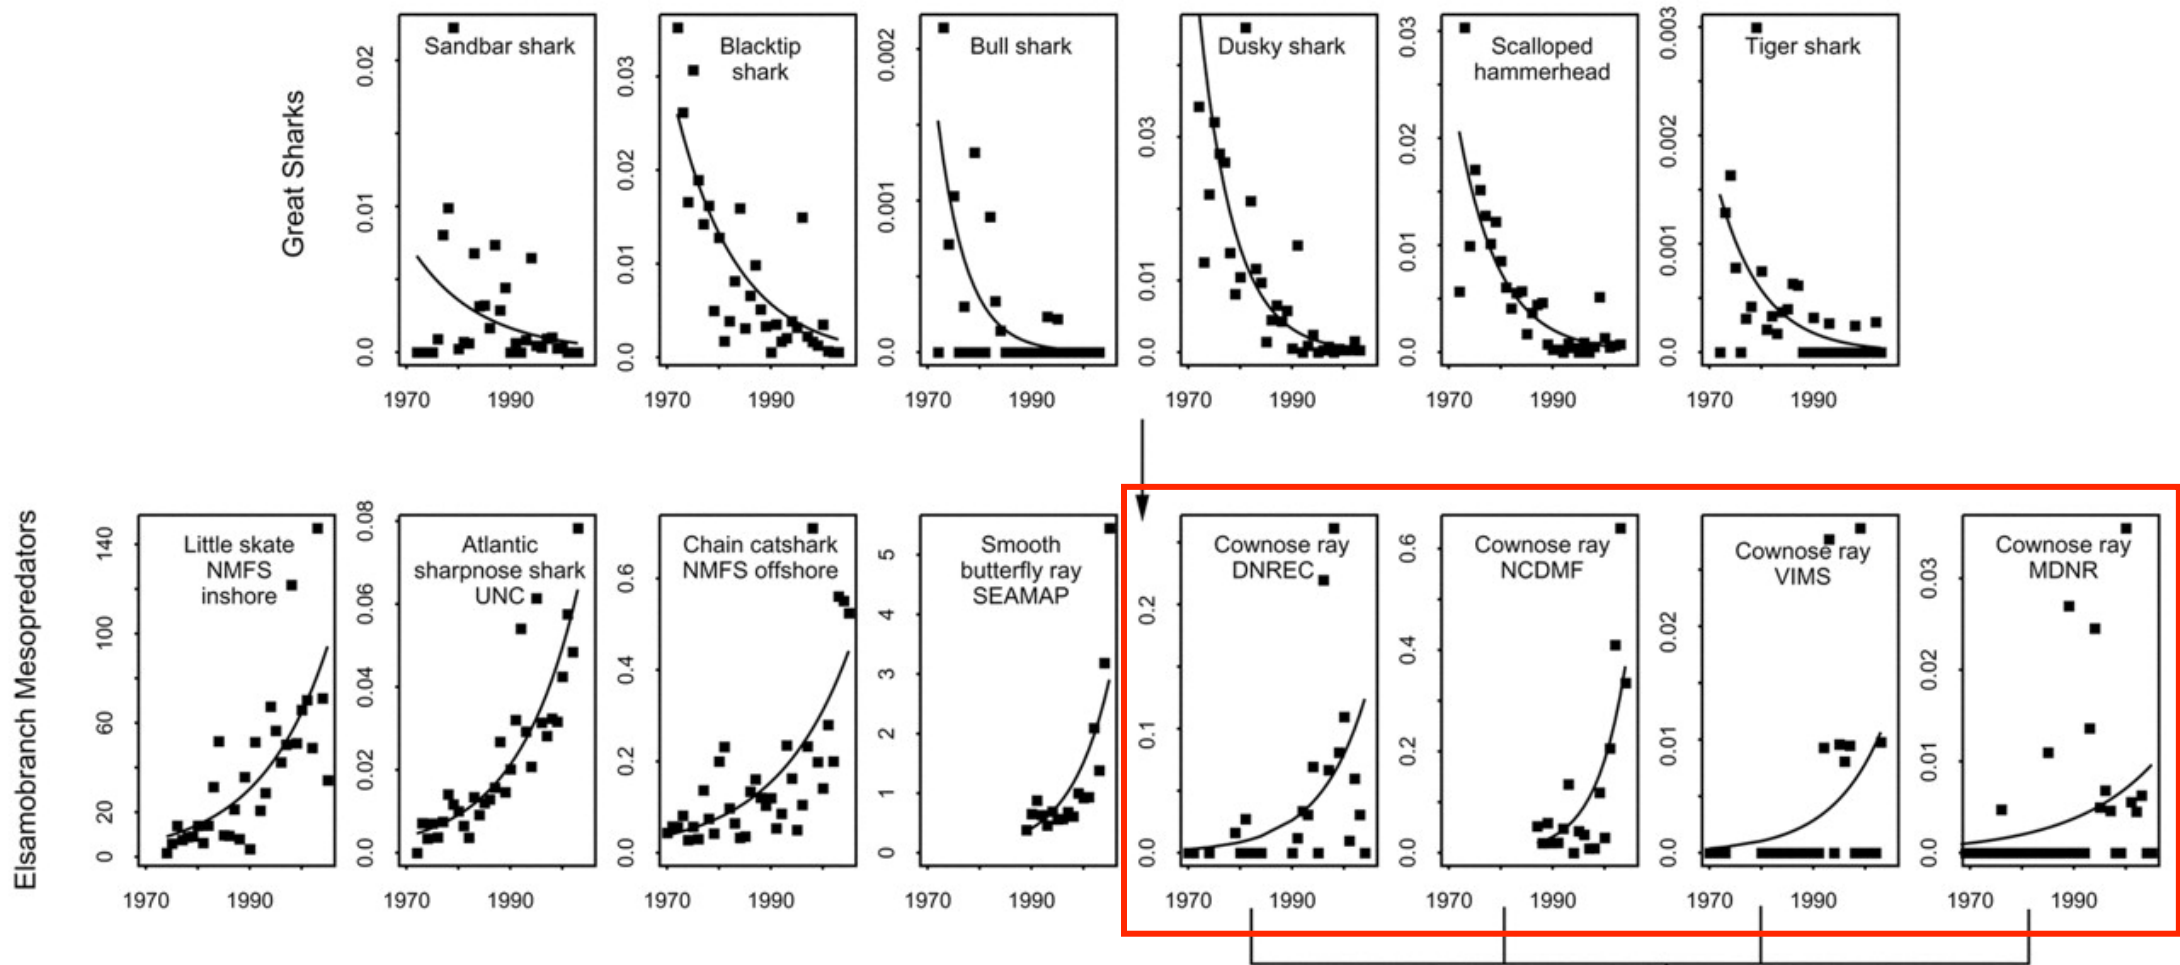 Great Sharks
Sandbar shark
0.02
0.01
0.0
1970 1990
Blacktip
shark
0.03
0.02
0.01
0.0
1970 1990
Bull shark
0.002
0.001
0.0
1970 1990
Dusky shark
0.03
0.01
0.0
1970 1990
Scalloped
hammerhead
0.03
0.02
0.01
0.0
1970 1990
Tiger shark
0.003
0.002
0.001
0.0
1970 1990
Elsamobranch Mesopredators
Little skate
NMFS
inshore
140
100
60
20
0
1970 1990
Atlantic
sharpnose shark
UNC
0.08
0.06
0.04
0.02
0.0
1970 1990
Chain catshark
NMFS offshore
0.6
0.4
0.2
0.0
1970 1990
Smooth
butterfly ray
SEAMAP
5
4
3
2
1
0
1970 1990
Cownose ray
DNREC
0.2
0.1
0.0
1970 1990
Cownose ray
NCDMF
0.6
0.4
0.2
0.0
1970 1990
Cownose ray
VIMS
0.02
0.01
0.0
1970 1990
Cownose ray
MDNR
0.03
0.02
0.01
0.0
1970 1990